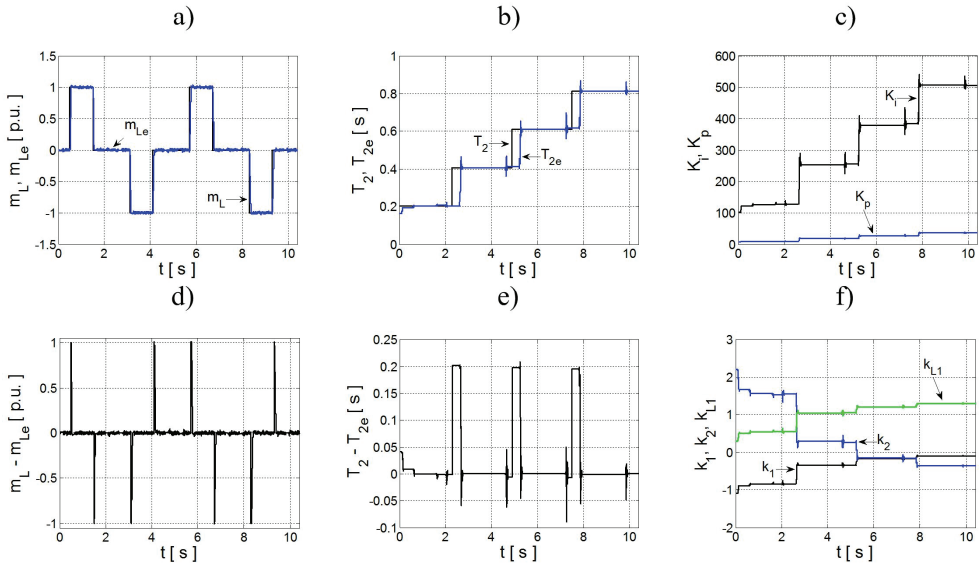 a)
b)
c)
1.5
1
0.5
0
-0.5
-1
-1.5
m_L, m_Le [ p.u. ]
m_Le
m_L
0 2 4 6 8 10
t [ s ]
1
0.8
0.6
0.4
0.2
0
T_2, T_2e [ s ]
T_2
T_2e
0 2 4 6 8 10
t [ s ]
600
500
400
300
200
100
0
K_i, K_p
K_i
K_p
0 2 4 6 8 10
t [ s ]
d)
e)
f)
1
0.5
0
-0.5
-1
m_L - m_Le [ p.u. ]
0 2 4 6 8 10
t [ s ]
0.25
0.2
0.15
0.1
0.05
0
-0.05
-0.1
T_2 - T_2e [ s ]
0 2 4 6 8 10
t [ s ]
3
2
1
0
-1
-2
k_1, k_2, k_L1
k_L1
k_2
k_1
0 2 4 6 8 10
t [ s ]